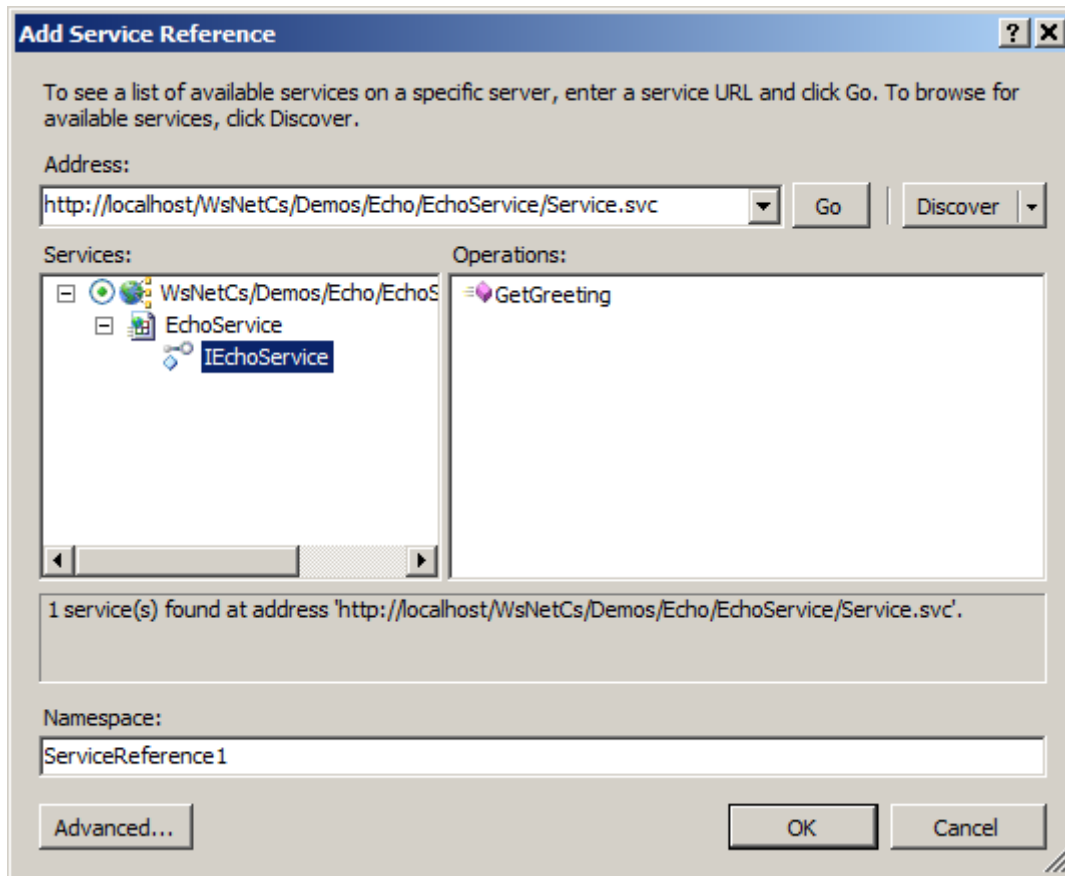 Add Service Reference
To see a list of available services on a specific server, enter a service URL and click Go. To browse for
available services, click Discover.
Address:
http://localhost/WsNetCs/Demos/Echo/EchoService/Service.svc
Go
Discover
Services:
Operations:
WsNetCs/Demos/Echo/EchoS
GetGreeting
EchoService
IEchoService
1 service(s) found at address 'http://localhost/WsNetCs/Demos/Echo/EchoService/Service.svc'.
Namespace:
ServiceReference1
Advanced...
OK
Cancel